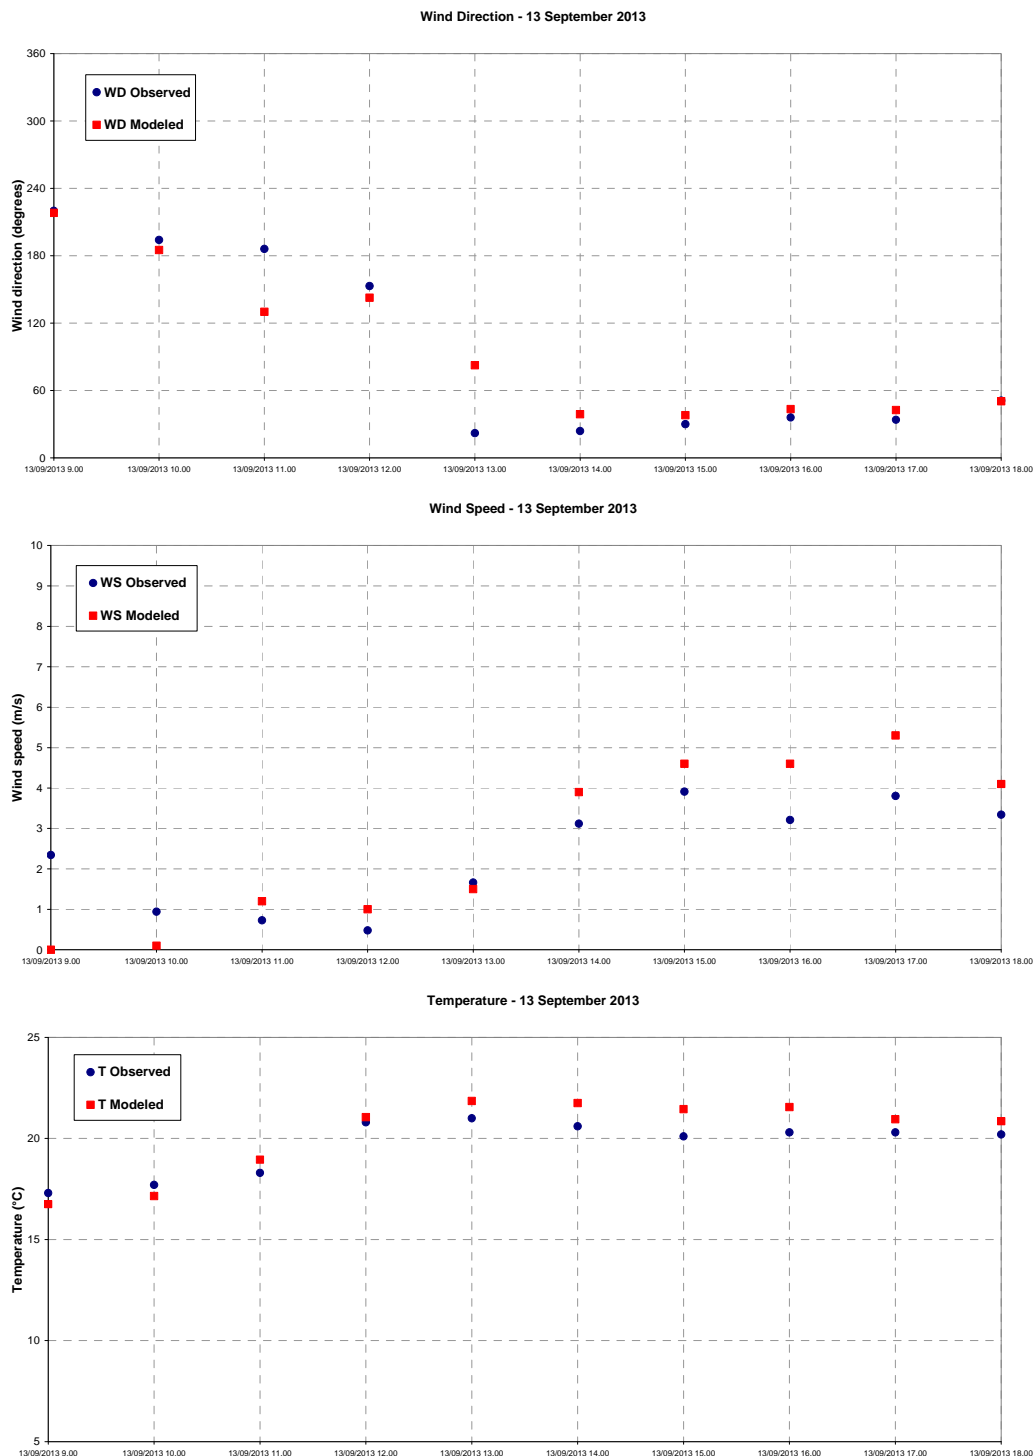 Wind Direction - 13 September 2013
360
300
240
180
120
60
0
Wind direction (degrees)
WD Observed
WD Modeled
13/09/2013 9.00 13/09/2013 10.00 13/09/2013 11.00 13/09/2013 12.00 13/09/2013 13.00 13/09/2013 14.00 13/09/2013 15.00 13/09/2013 16.00 13/09/2013 17.00 13/09/2013 18.00
Wind Speed - 13 September 2013
10
9
8
7
6
5
4
3
2
1
0
Wind speed (m/s)
WS Observed
WS Modeled
13/09/2013 9.00 13/09/2013 10.00 13/09/2013 11.00 13/09/2013 12.00 13/09/2013 13.00 13/09/2013 14.00 13/09/2013 15.00 13/09/2013 16.00 13/09/2013 17.00 13/09/2013 18.00
Temperature - 13 September 2013
25
20
15
10
5
Temperature (°C)
T Observed
T Modeled
13/09/2013 9.00 13/09/2013 10.00 13/09/2013 11.00 13/09/2013 12.00 13/09/2013 13.00 13/09/2013 14.00 13/09/2013 15.00 13/09/2013 16.00 13/09/2013 17.00 13/09/2013 18.00